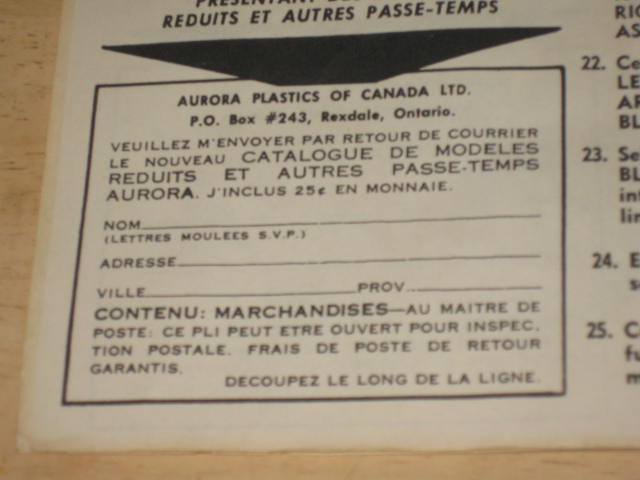 PRESENTANT
REDUITS ET AUTRES PASSE-TEMPS
AURORA PLASTICS OF CANADA LTD.
P.O. Box #243, Rexdale, Ontario.
VEUILLEZ M'ENVOYER PAR RETOUR DE COURRIER
LE NOUVEAU CATALOGUE DE MODELES
REDUITS ET AUTRES PASSE-TEMPS
AURORA. J'INCLUS 25¢ EN MONNAIE.
NOM
(LETTRES MOULEES S.V.P.)
ADRESSE
VILLE PROV.
CONTENU: MARCHANDISES—AU MAITRE DE
POSTE: CE PLI PEUT ETRE OUVERT POUR INSPEC.
TION POSTALE. FRAIS DE POSTE DE RETOUR
GARANTIS.
DECOUPEZ LE LONG DE LA LIGNE.
22.
23.
24.
25.